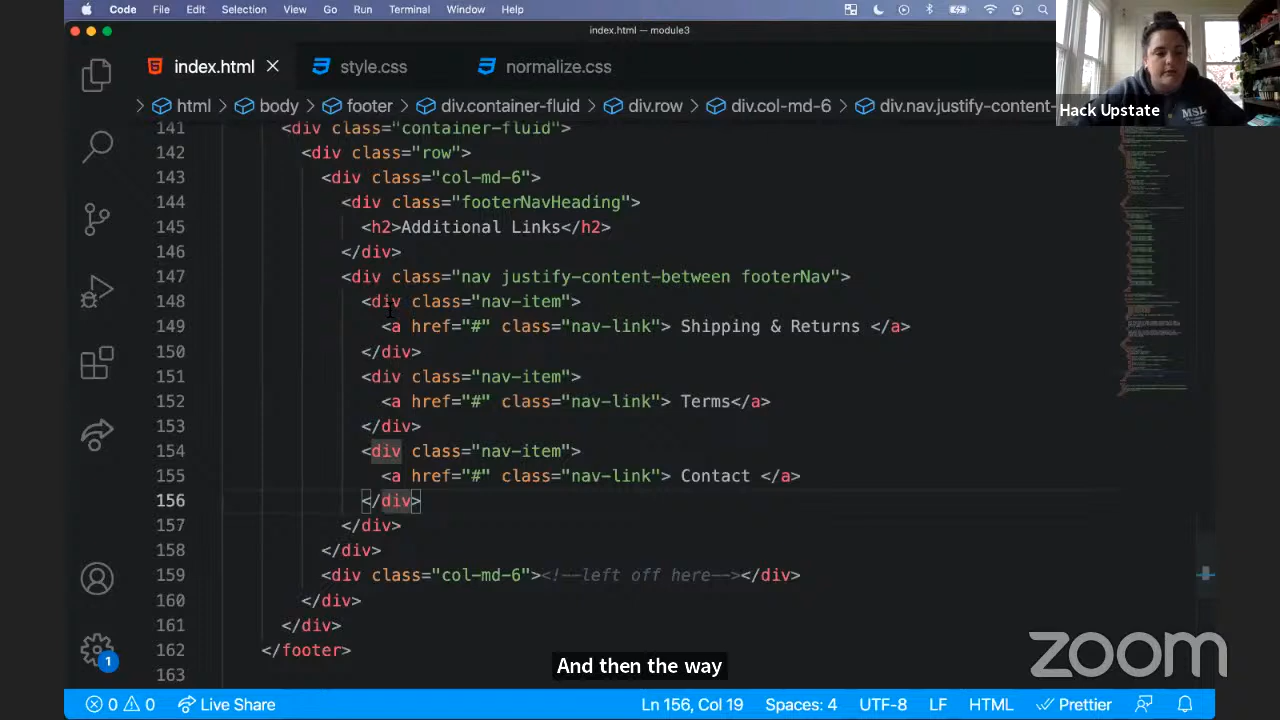 Code File Edit Selection View Go Run Terminal Window Help
index.html — module3
index.html style.css normalize.css
html body footer div.container-fluid div.row div.col-md-6 div.nav.justify-content-
Hack Upstate
MSL
141 <div class="container-fluid">
142 <div class="row">
143 <div class="col-md-6">
144 <div class="footerNavHeading">
145 <h2>Additional Links</h2>
146 </div>
147 <div class="nav justify-content-between footerNav">
148 <div class="nav-item">
149 <a href="#" class="nav-link"> Shipping & Returns </a>
150 </div>
151 <div class="nav-item">
152 <a href="#" class="nav-link"> Terms</a>
153 </div>
154 <div class="nav-item">
155 <a href="#" class="nav-link"> Contact </a>
156 </div>
157 </div>
158 </div>
159 <div class="col-md-6"><!--left off here--></div>
160 </div>
161 </div>
162 </footer>
163
1
And then the way
zoom
0 0 Live Share Ln 156, Col 19 Spaces: 4 UTF-8 LF HTML Prettier